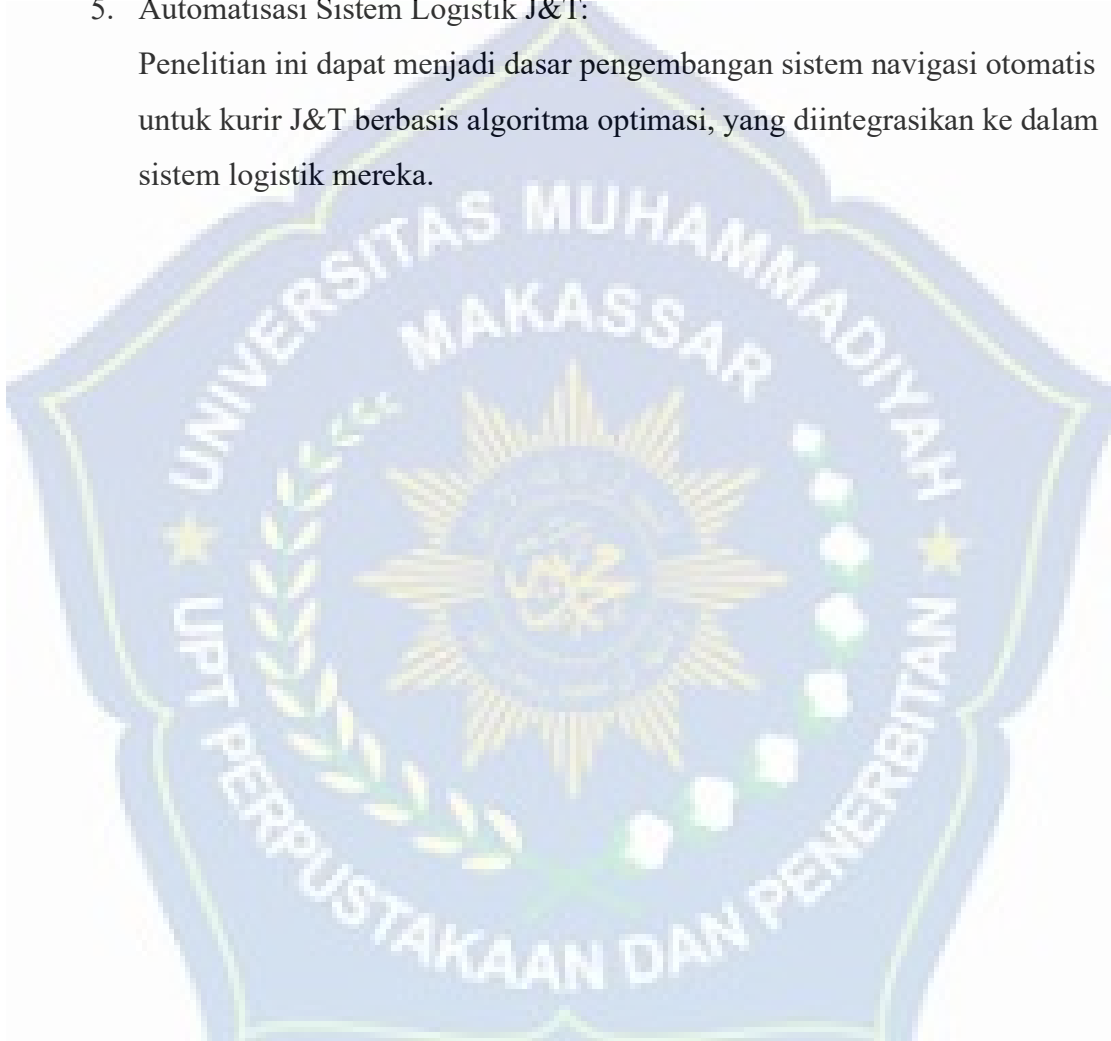 5. Automatisasi Sistem Logistik J&T:
Penelitian ini dapat menjadi dasar pengembangan sistem navigasi otomatis
untuk kurir J&T berbasis algoritma optimasi, yang diintegrasikan ke dalam
sistem logistik mereka.
UNIVERSITAS MUHAMMADIYAH
MAKASSAR
UPT PERPUSTAKAAN DAN PENERBITAN